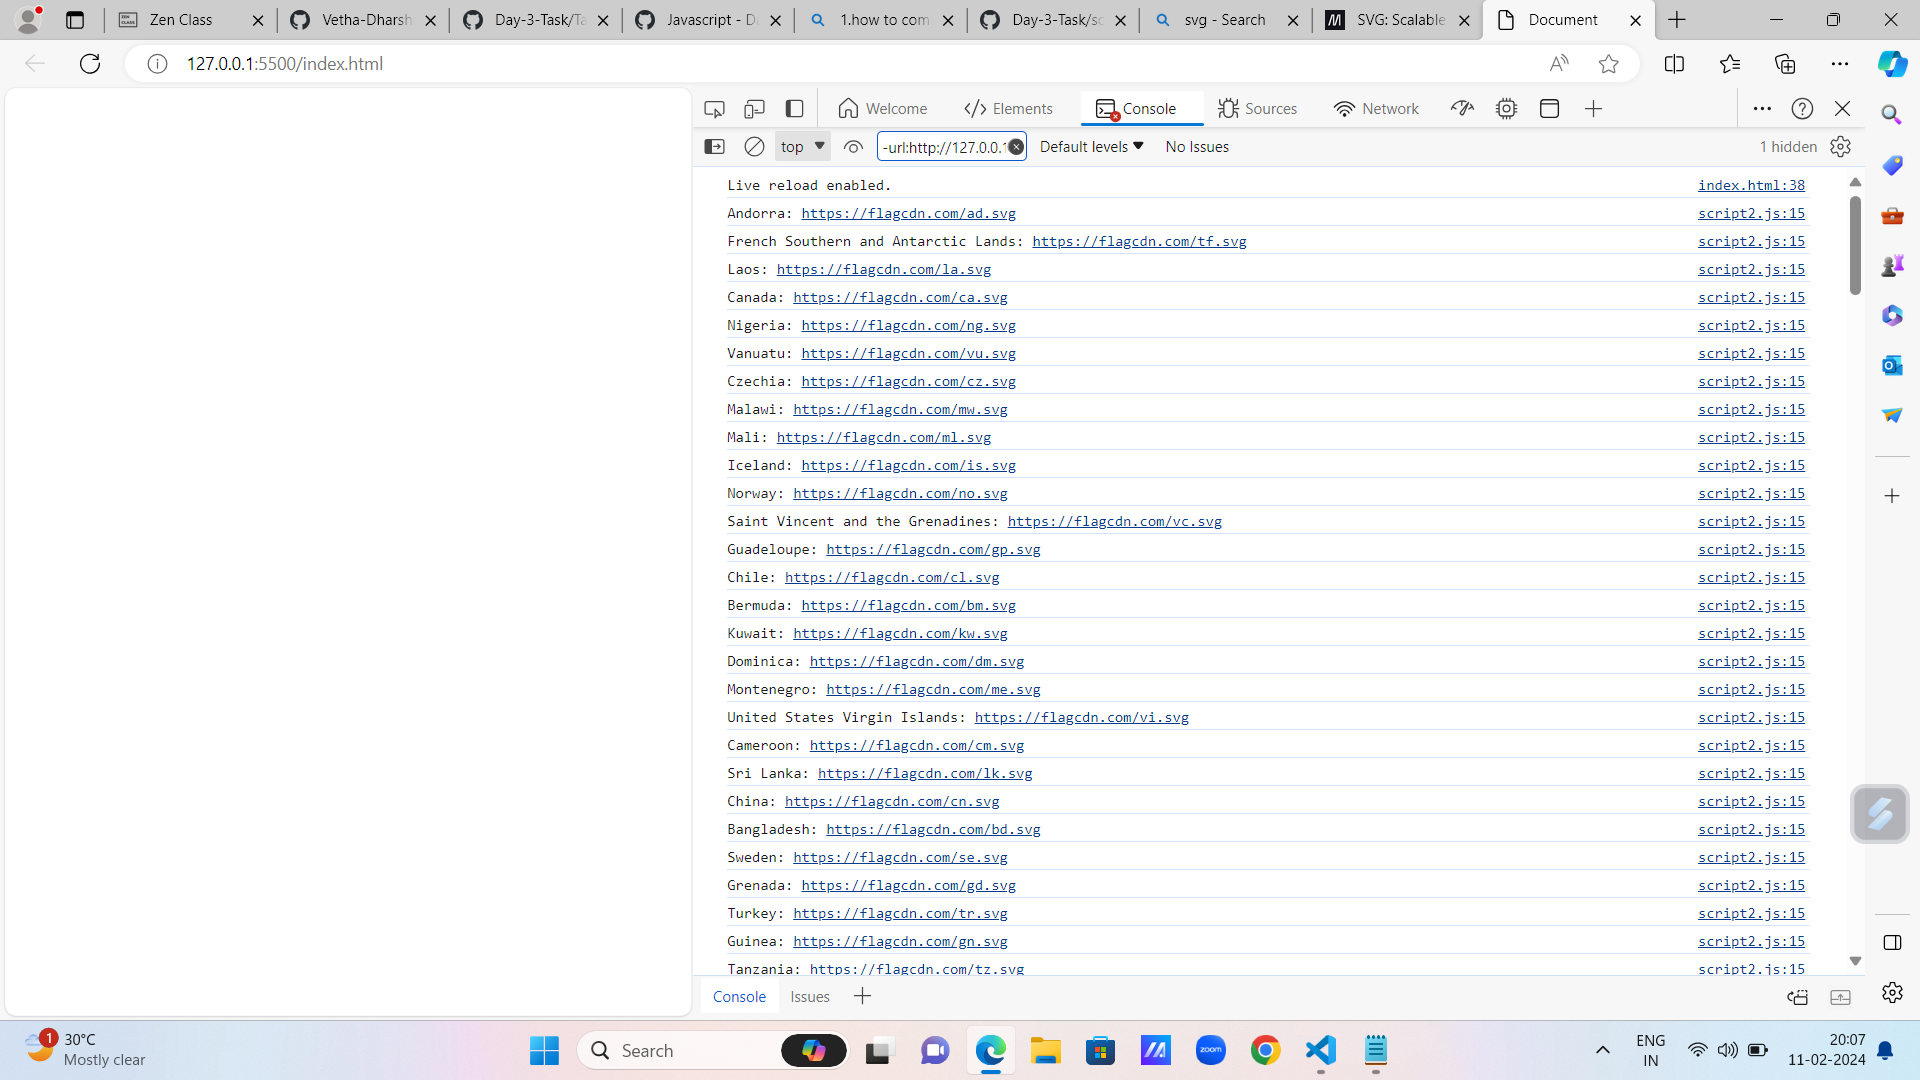 ZEN CLASS Zen Class Vetha-Dharsh Day-3-Task/Ta Javascript - D 1.how to com Day-3-Task/sc svg - Search SVG: Scalable Document
127.0.0.1:5500/index.html
Welcome Elements Console Sources Network
top -url:http://127.0.0.1 Default levels No Issues 1 hidden
Live reload enabled. index.html:38
Andorra: https://flagcdn.com/ad.svg script2.js:15
French Southern and Antarctic Lands: https://flagcdn.com/tf.svg script2.js:15
Laos: https://flagcdn.com/la.svg script2.js:15
Canada: https://flagcdn.com/ca.svg script2.js:15
Nigeria: https://flagcdn.com/ng.svg script2.js:15
Vanuatu: https://flagcdn.com/vu.svg script2.js:15
Czechia: https://flagcdn.com/cz.svg script2.js:15
Malawi: https://flagcdn.com/mw.svg script2.js:15
Mali: https://flagcdn.com/ml.svg script2.js:15
Iceland: https://flagcdn.com/is.svg script2.js:15
Norway: https://flagcdn.com/no.svg script2.js:15
Saint Vincent and the Grenadines: https://flagcdn.com/vc.svg script2.js:15
Guadeloupe: https://flagcdn.com/gp.svg script2.js:15
Chile: https://flagcdn.com/cl.svg script2.js:15
Bermuda: https://flagcdn.com/bm.svg script2.js:15
Kuwait: https://flagcdn.com/kw.svg script2.js:15
Dominica: https://flagcdn.com/dm.svg script2.js:15
Montenegro: https://flagcdn.com/me.svg script2.js:15
United States Virgin Islands: https://flagcdn.com/vi.svg script2.js:15
Cameroon: https://flagcdn.com/cm.svg script2.js:15
Sri Lanka: https://flagcdn.com/lk.svg script2.js:15
China: https://flagcdn.com/cn.svg script2.js:15
Bangladesh: https://flagcdn.com/bd.svg script2.js:15
Sweden: https://flagcdn.com/se.svg script2.js:15
Grenada: https://flagcdn.com/gd.svg script2.js:15
Turkey: https://flagcdn.com/tr.svg script2.js:15
Guinea: https://flagcdn.com/gn.svg script2.js:15
Tanzania: https://flagcdn.com/tz.svg script2.js:15
Console Issues
1 30°C
Mostly clear
Search
zoom
ENG
IN
20:07
11-02-2024